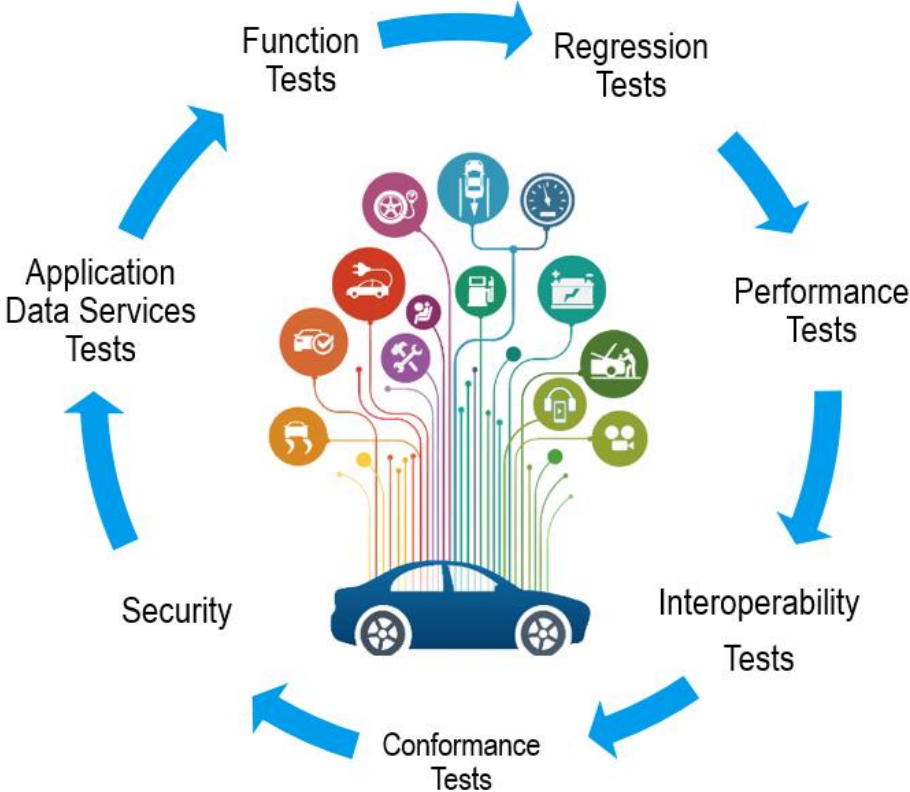 Function
Tests
Regression
Tests
Performance
Tests
Interoperability
Tests
Conformance
Tests
Security
Application
Data Services
Tests